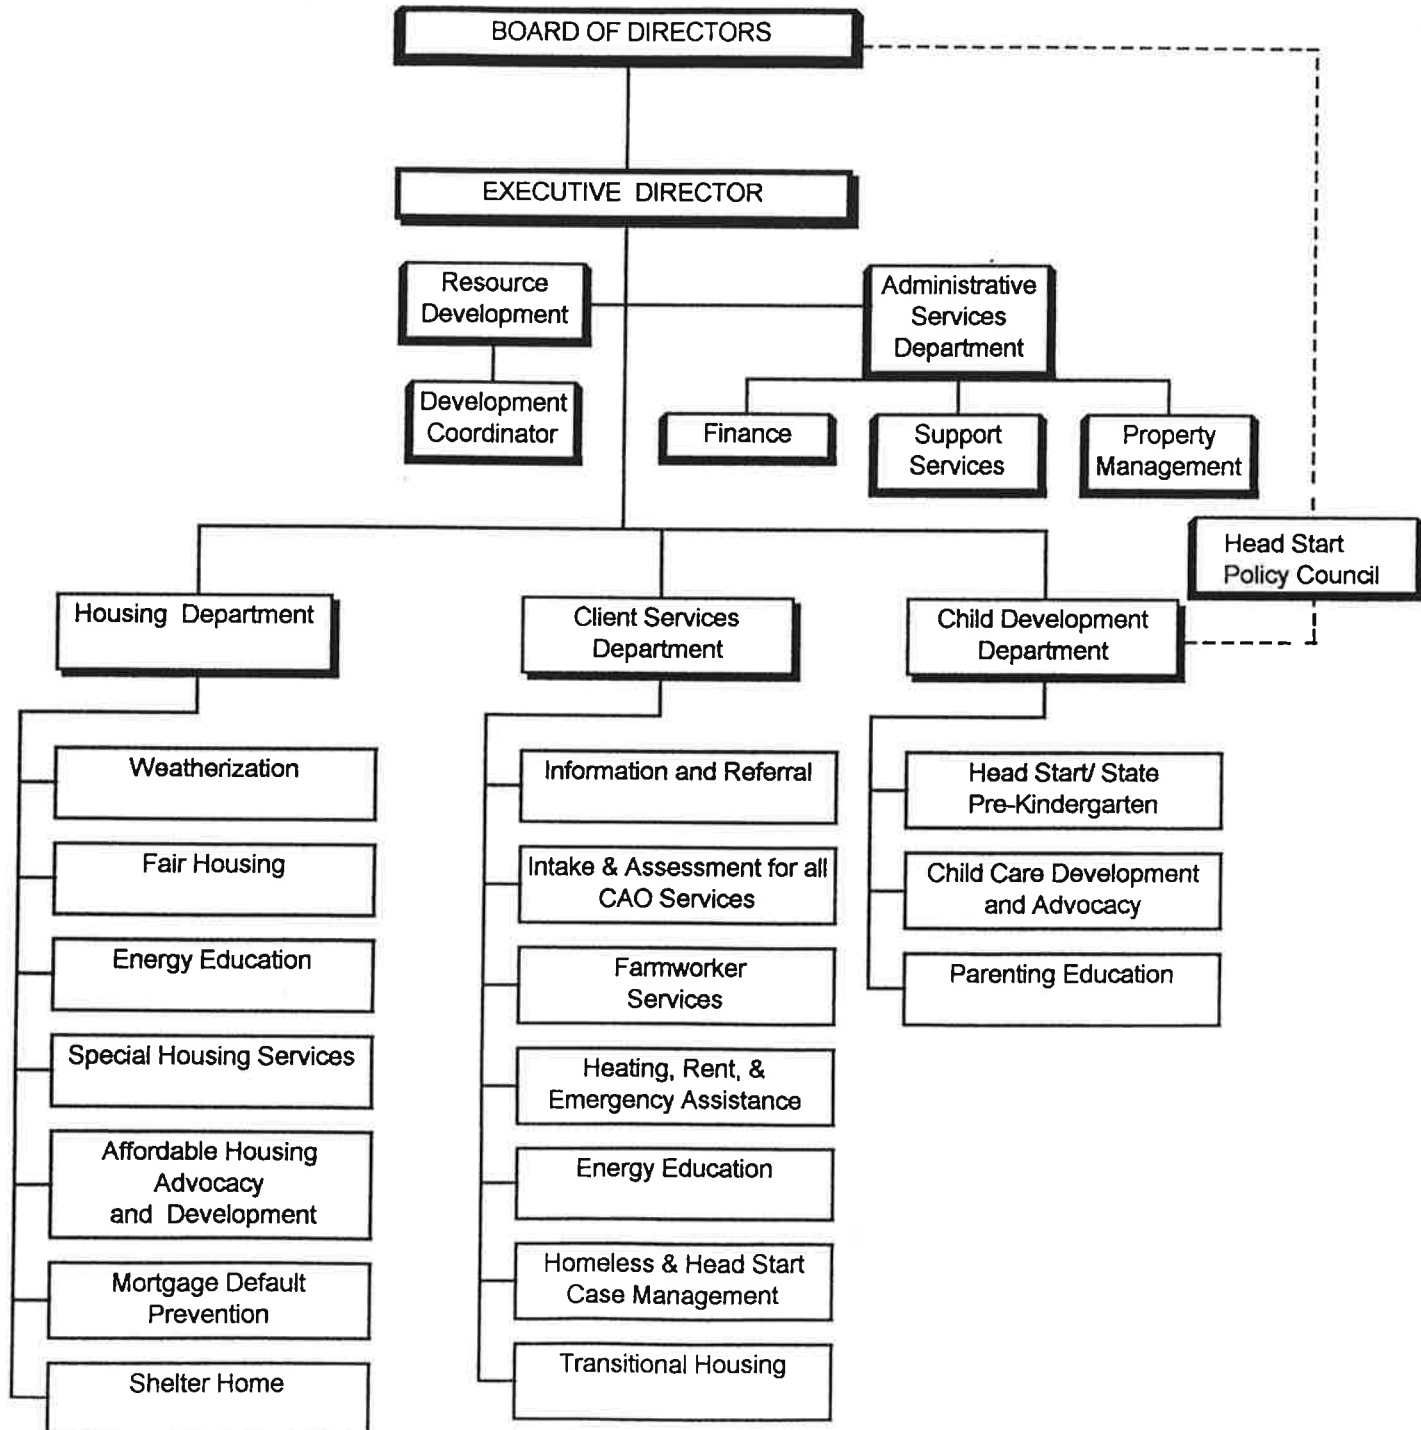 BOARD OF DIRECTORS
EXECUTIVE DIRECTOR
Resource
Development
Administrative
Services
Department
Development
Coordinator
Finance
Support
Services
Property
Management
Head Start
Policy Council
Housing Department
Client Services
Department
Child Development
Department
Weatherization
Fair Housing
Energy Education
Special Housing Services
Affordable Housing
Advocacy
and Development
Mortgage Default
Prevention
Shelter Home
Information and Referral
Intake & Assessment for all
CAO Services
Farmworker
Services
Heating, Rent, &
Emergency Assistance
Energy Education
Homeless & Head Start
Case Management
Transitional Housing
Head Start/ State
Pre-Kindergarten
Child Care Development
and Advocacy
Parenting Education